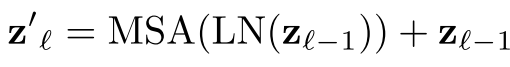 z′ℓ = MSA(LN(zℓ−1)) + zℓ−1